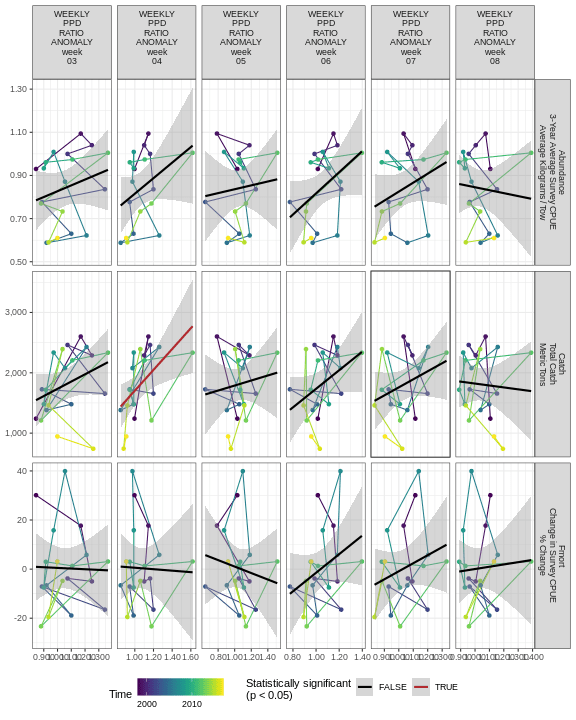 WEEKLY
PPD
RATIO
ANOMALY
week
03
WEEKLY
PPD
RATIO
ANOMALY
week
04
WEEKLY
PPD
RATIO
ANOMALY
week
05
WEEKLY
PPD
RATIO
ANOMALY
week
06
WEEKLY
PPD
RATIO
ANOMALY
week
07
WEEKLY
PPD
RATIO
ANOMALY
week
08
1.30
1.10
0.90
0.70
0.50
Abundance
3-Year Average Survey CPUE
Average Kilograms / Tow
3,000
2,000
1,000
Catch
Total Catch
Metric Tons
40
20
0
-20
Fmort
Change in Survey CPUE
% Change
1.00 1.20 1.40 1.60
0.80 1.00 1.20 1.40
0.80 1.00 1.20 1.40
Time
2000 2010
Statistically significant
(p < 0.05)
FALSE
TRUE